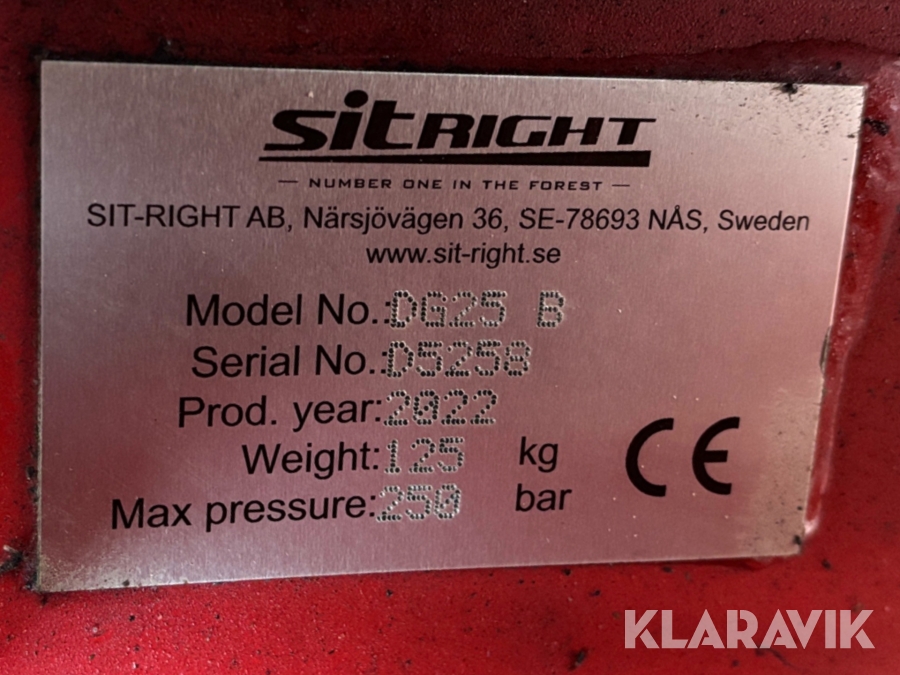 sitRIGHT
— NUMBER ONE IN THE FOREST —
SIT-RIGHT AB, Närsjövägen 36, SE-78693 NÅS, Sweden
www.sit-right.se
Model No.:DG25 B
Serial No.:D5258
Prod. year:2022
Weight:125 kg
Max pressure:250 bar
CE
KLARAVIK